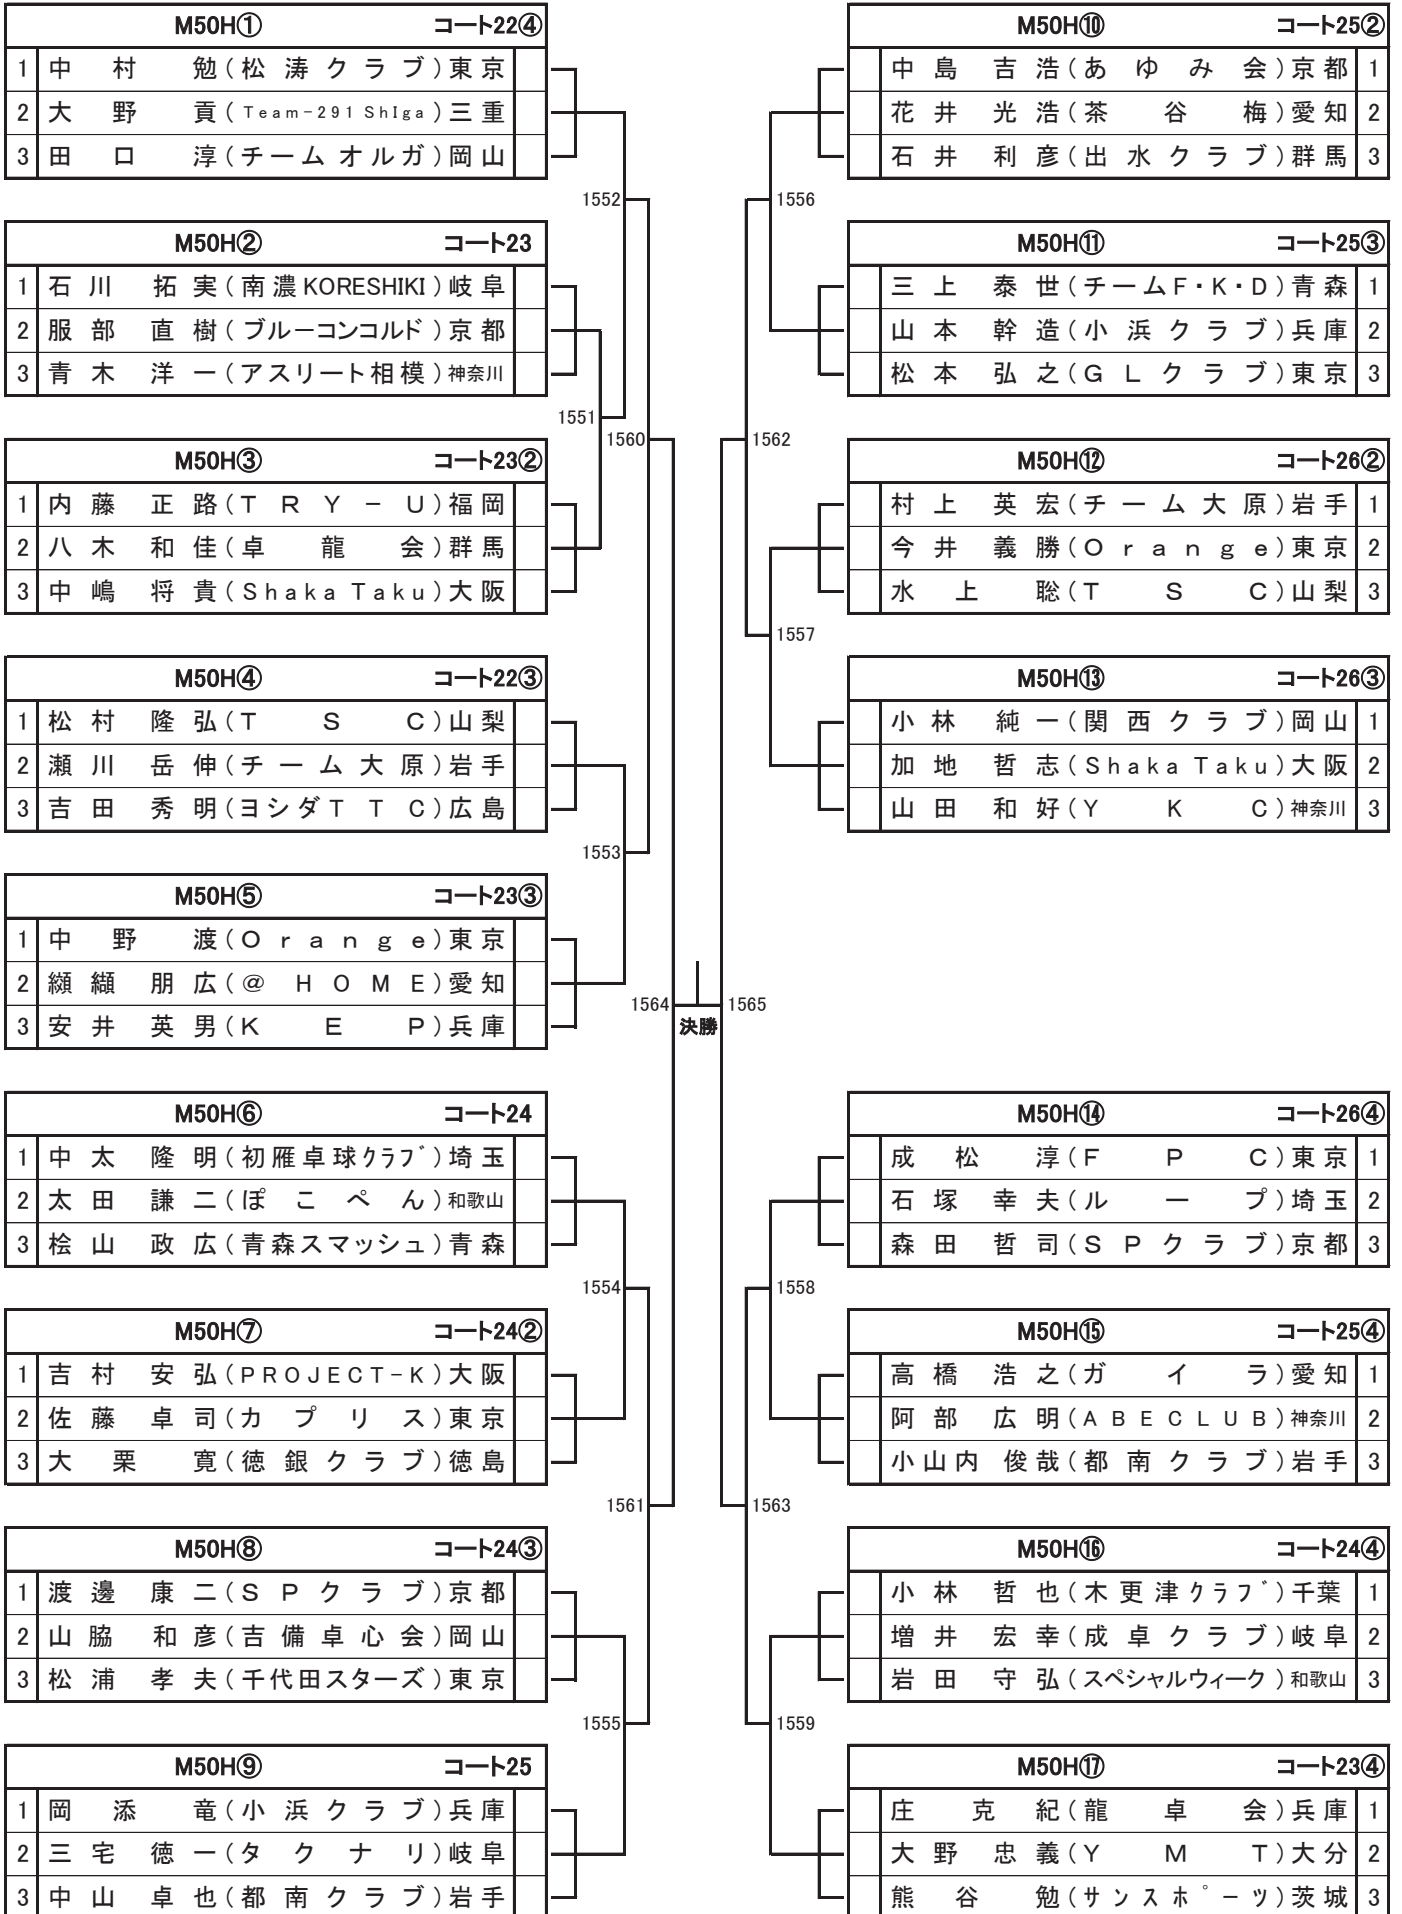 M50H① コート22④
1 中村 勉(松涛クラブ)東京
2 大野 貢(Team-291 ShIga)三重
3 田口 淳(チームオルガ)岡山
1552
M50H② コート23
1 石川 拓実(南濃KORESHIKI)岐阜
2 服部 直樹(ブルーコンコルド)京都
3 青木 洋一(アスリート相模)神奈川
1551
1560
M50H③ コート23②
1 内藤 正路(TRY-U)福岡
2 八木 和佳(卓龍会)群馬
3 中嶋 将貴(Shaka Taku)大阪
M50H④ コート22③
1 松村 隆弘(TSC)山梨
2 瀬川 岳伸(チーム大原)岩手
3 吉田 秀明(ヨシダTTC)広島
1553
M50H⑤ コート23③
1 中野 渡(Orange)東京
2 纐纈 朋広(@HOME)愛知
3 安井 英男(KEP)兵庫
1564
M50H⑥ コート24
1 中太 隆明(初雁卓球ｸﾗﾌﾞ)埼玉
2 太田 謙二(ぽこぺん)和歌山
3 桧山 政広(青森スマッシュ)青森
1554
M50H⑦ コート24②
1 吉村 安弘(PROJECT-K)大阪
2 佐藤 卓司(カプリス)東京
3 大栗 寛(徳銀クラブ)徳島
1561
M50H⑧ コート24③
1 渡邊 康二(SPクラブ)京都
2 山脇 和彦(吉備卓心会)岡山
3 松浦 孝夫(千代田スターズ)東京
1555
M50H⑨ コート25
1 岡添 竜(小浜クラブ)兵庫
2 三宅 徳一(タクナリ)岐阜
3 中山 卓也(都南クラブ)岩手
決勝
M50H⑩ コート25②
中島 吉浩(あゆみ会)京都 1
花井 光浩(茶谷梅)愛知 2
石井 利彦(出水クラブ)群馬 3
1556
M50H⑪ コート25③
三上 泰世(チームF・K・D)青森 1
山本 幹造(小浜クラブ)兵庫 2
松本 弘之(GLクラブ)東京 3
1562
M50H⑫ コート26②
村上 英宏(チーム大原)岩手 1
今井 義勝(Orange)東京 2
水上 聡(TSC)山梨 3
1557
M50H⑬ コート26③
小林 純一(関西クラブ)岡山 1
加地 哲志(Shaka Taku)大阪 2
山田 和好(YKC)神奈川 3
1565
M50H⑭ コート26④
成松 淳(FPC)東京 1
石塚 幸夫(ループ)埼玉 2
森田 哲司(SPクラブ)京都 3
1558
M50H⑮ コート25④
高橋 浩之(ガイラ)愛知 1
阿部 広明(ABECLUB)神奈川 2
小山内 俊哉(都南クラブ)岩手 3
1563
M50H⑯ コート24④
小林 哲也(木更津ｸﾗﾌﾞ)千葉 1
増井 宏幸(成卓クラブ)岐阜 2
岩田 守弘(スペシャルウィーク)和歌山 3
1559
M50H⑰ コート23④
庄 克紀(龍卓会)兵庫 1
大野 忠義(YMT)大分 2
熊谷 勉(サンスホ゜ーツ)茨城 3